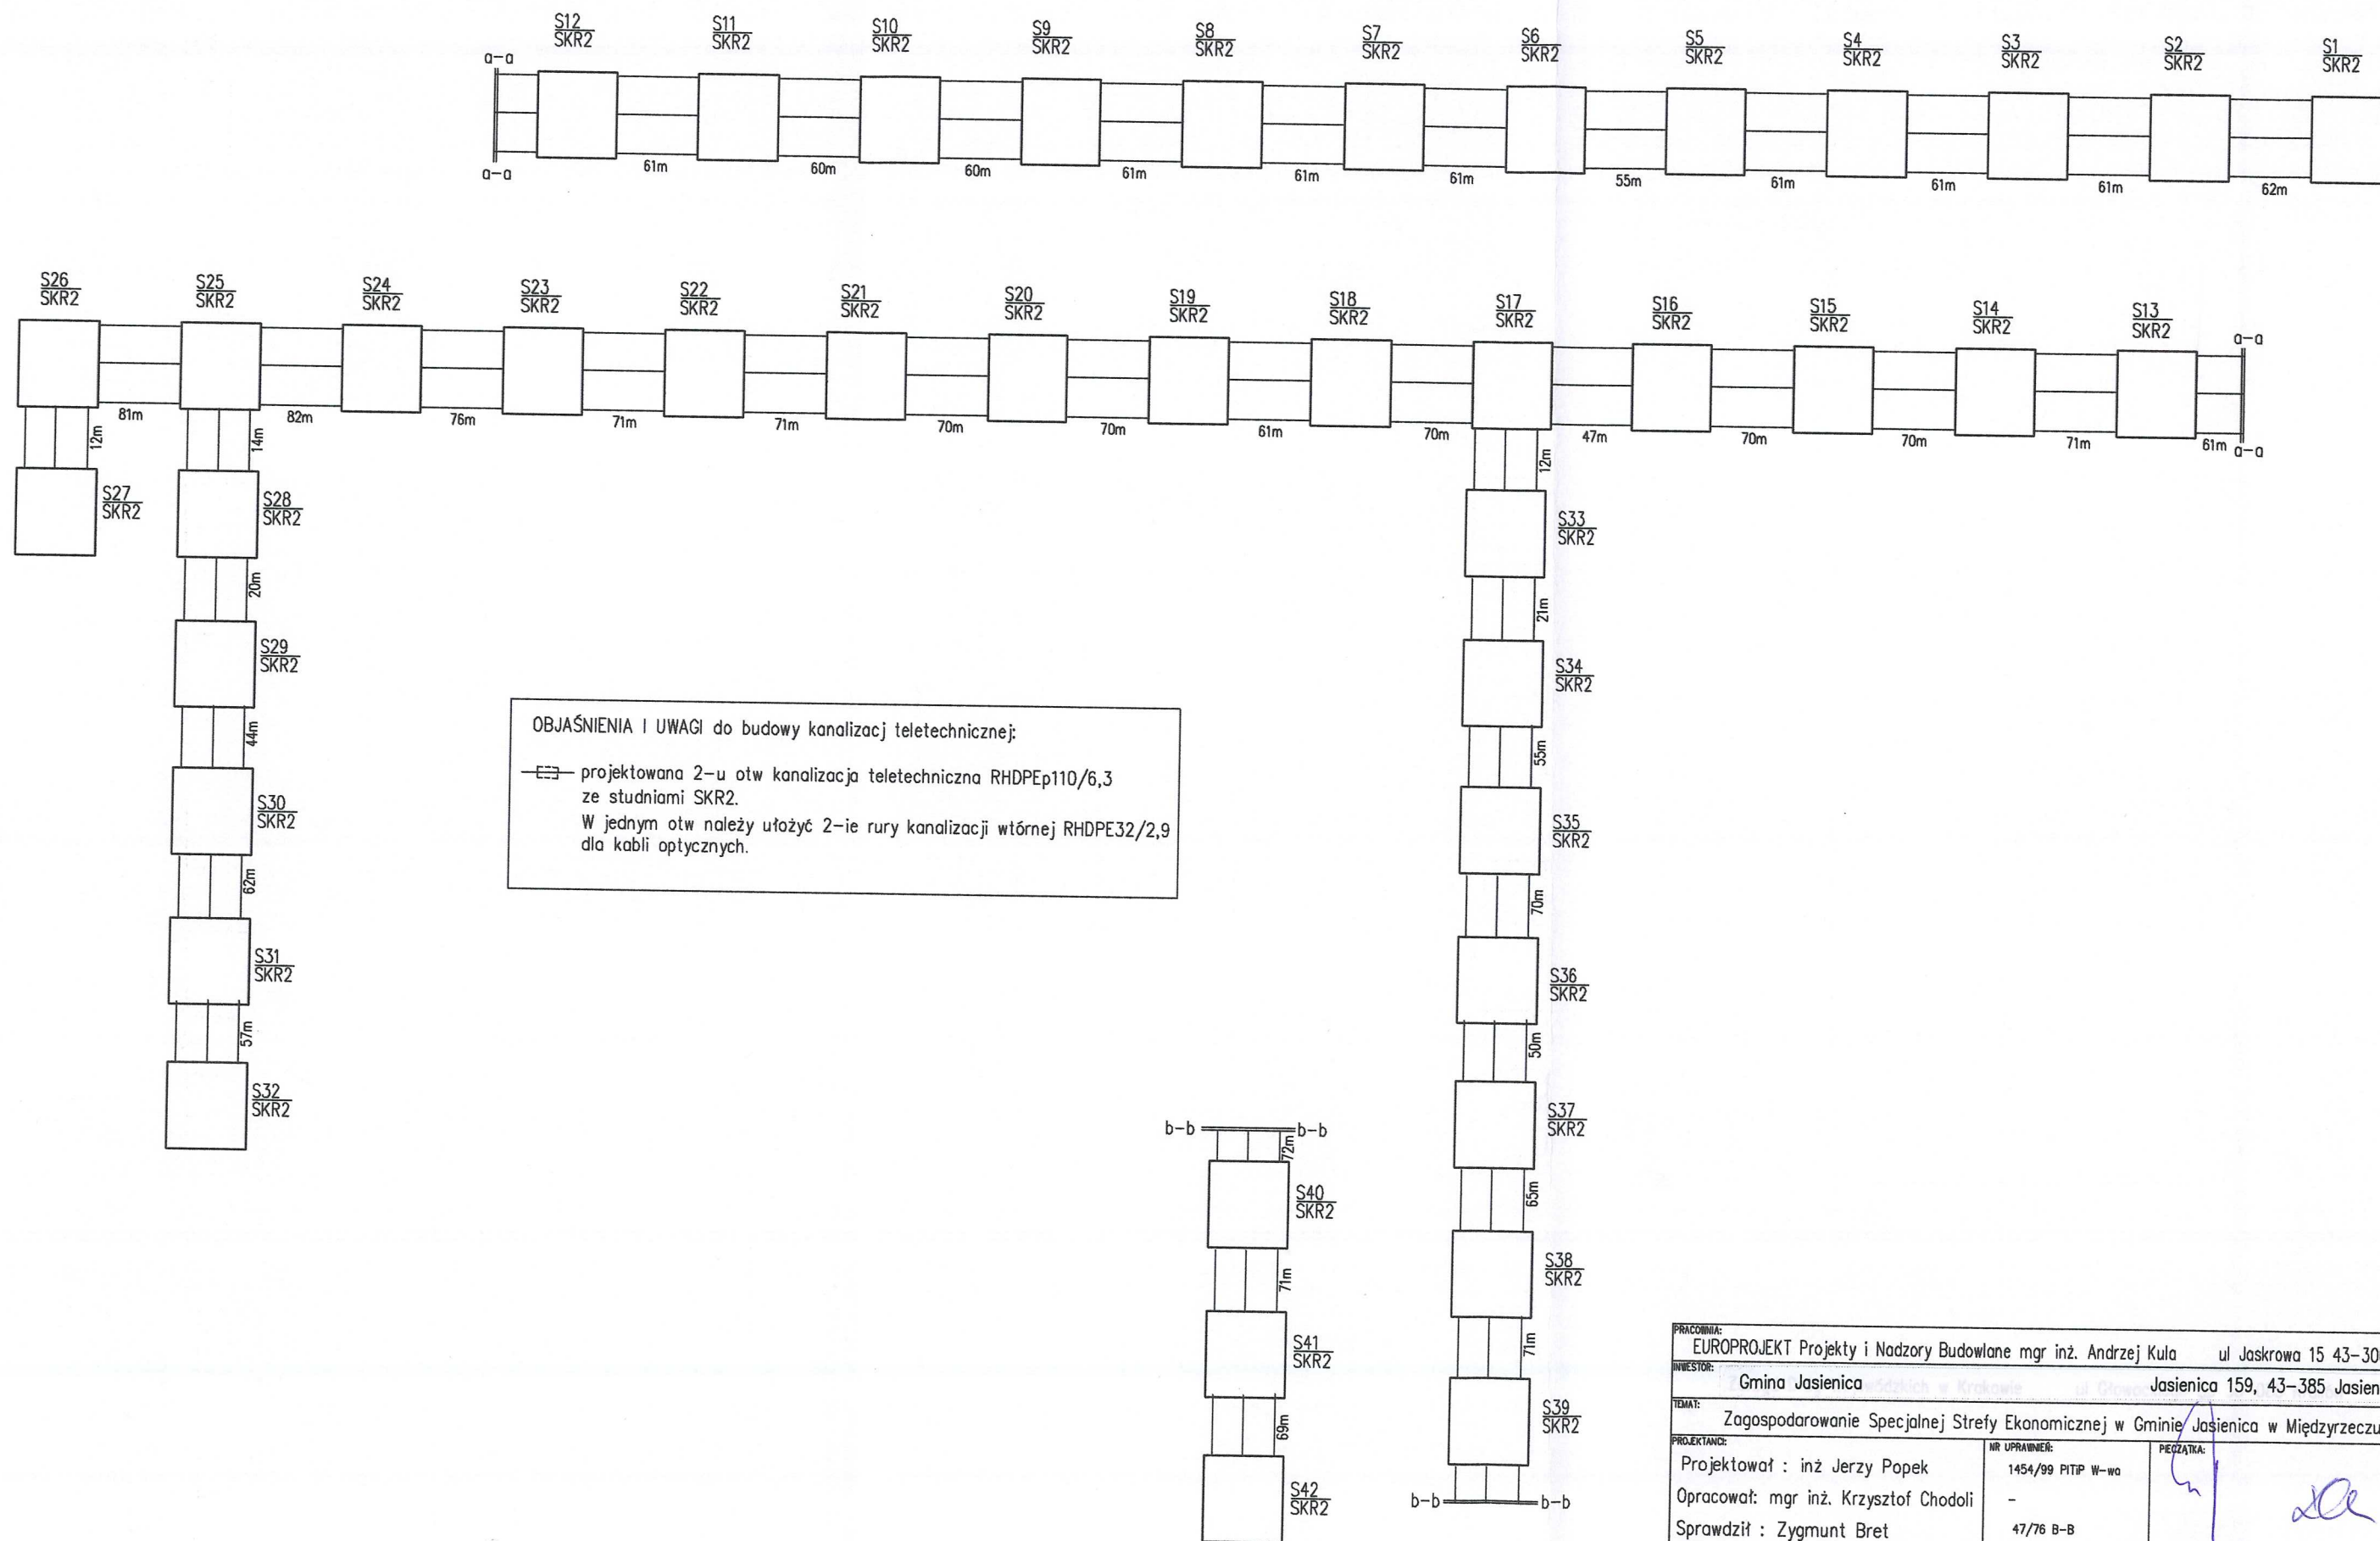 S12 S11 S10 S9 S8 S7 S6 S5 S4 S3 S2 S1
SKR2 SKR2 SKR2 SKR2 SKR2 SKR2 SKR2 SKR2 SKR2 SKR2 SKR2 SKR2
a-a
a-a
61m 60m 60m 61m 61m 61m 55m 61m 61m 61m 62m
S26 S25 S24 S23 S22 S21 S20 S19 S18 S17 S16 S15 S14 S13
SKR2 SKR2 SKR2 SKR2 SKR2 SKR2 SKR2 SKR2 SKR2 SKR2 SKR2 SKR2 SKR2 SKR2
a-a
81m 82m 76m 71m 71m 70m 70m 61m 70m 47m 70m 70m 71m 61m a-a
12m
S27
SKR2
14m
S28
SKR2
20m
S29
SKR2
44m
S30
SKR2
62m
S31
SKR2
57m
S32
SKR2
OBJAŚNIENIA I UWAGI do budowy kanalizacj teletechnicznej:
projektowana 2-u otw kanalizacja teletechniczna RHDPEp110/6,3
ze studniami SKR2.
W jednym otw należy ułożyć 2-ie rury kanalizacji wtórnej RHDPE32/2,9
dla kabli optycznych.
12m
S33
SKR2
21m
S34
SKR2
55m
S35
SKR2
70m
S36
SKR2
50m
S37
SKR2
65m
S38
SKR2
71m
S39
SKR2
b-b b-b
b-b b-b
72m
S40
SKR2
71m
S41
SKR2
69m
S42
SKR2
PRACOWNIA:
EUROPROJEKT Projekty i Nadzory Budowlane mgr inż. Andrzej Kula ul Jaskrowa 15 43-30
INWESTOR:
Gmina Jasienica Jasienica 159, 43-385 Jasien
TEMAT:
Zagospodarowanie Specjalnej Strefy Ekonomicznej w Gminie Jasienica w Międzyrzeczu
PROJEKTANCI: NR UPRAWNIEŃ: PIECZĄTKA:
Projektował : inż Jerzy Popek 1454/99 PITiP W-wa
Opracował: mgr inż. Krzysztof Chodoli -
Sprawdził : Zygmunt Bret 47/76 B-B